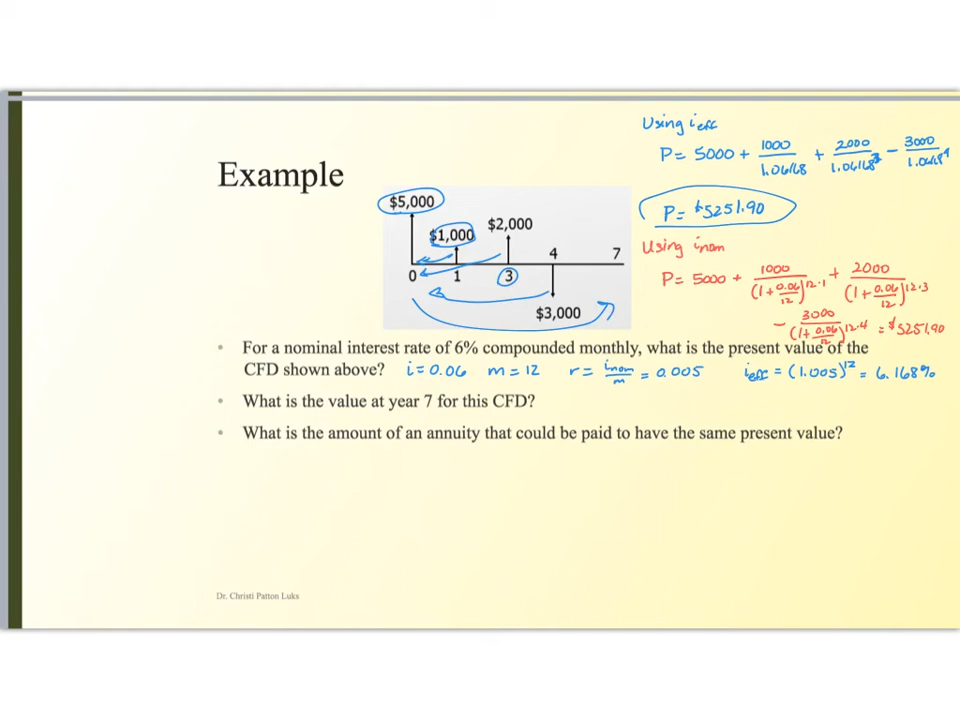 Example
$5,000
$1,000
$2,000
4
7
0
1
3
$3,000
Using ieff
P = 5000 + 1000/1.06168 + 2000/1.06168³ − 3000/1.0618⁴
P = $5251.90
Using inom
P = 5000 + 1000/(1+0.06/12)^12·1 + 2000/(1+0.06/12)^12·3
− 3000/(1+0.06/12)^12·4 = $5251.90
• For a nominal interest rate of 6% compounded monthly, what is the present value of the
CFD shown above? i = 0.06 m = 12 r = inom/m = 0.005 ieff = (1.005)^12 = 6.168%
• What is the value at year 7 for this CFD?
• What is the amount of an annuity that could be paid to have the same present value?
Dr. Christi Patton Luks